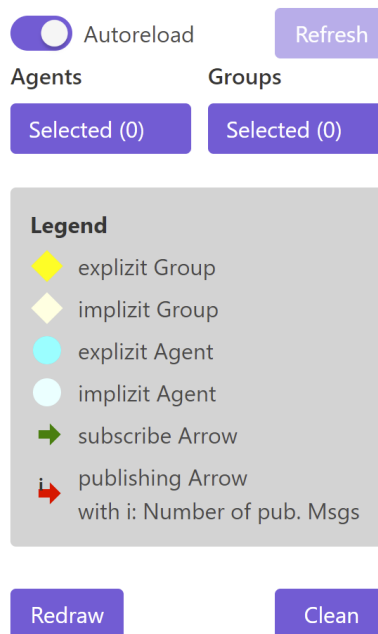 Autoreload Refresh
Agents Groups
Selected (0) Selected (0)
Legend
explizit Group
implizit Group
explizit Agent
implizit Agent
subscribe Arrow
i publishing Arrow
with i: Number of pub. Msgs
Redraw Clean